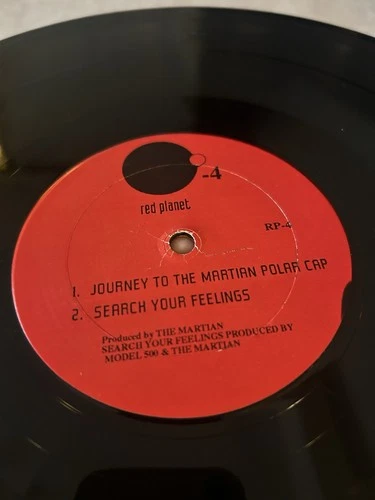 -4
red planet
RP-4
1. JOURNEY TO THE MARTIAN POLAR CAP
2. SEARCH YOUR FEELINGS
Produced by THE MARTIAN
SEARCH YOUR FEELINGS PRODUCED BY
MODEL 500 & THE MARTIAN